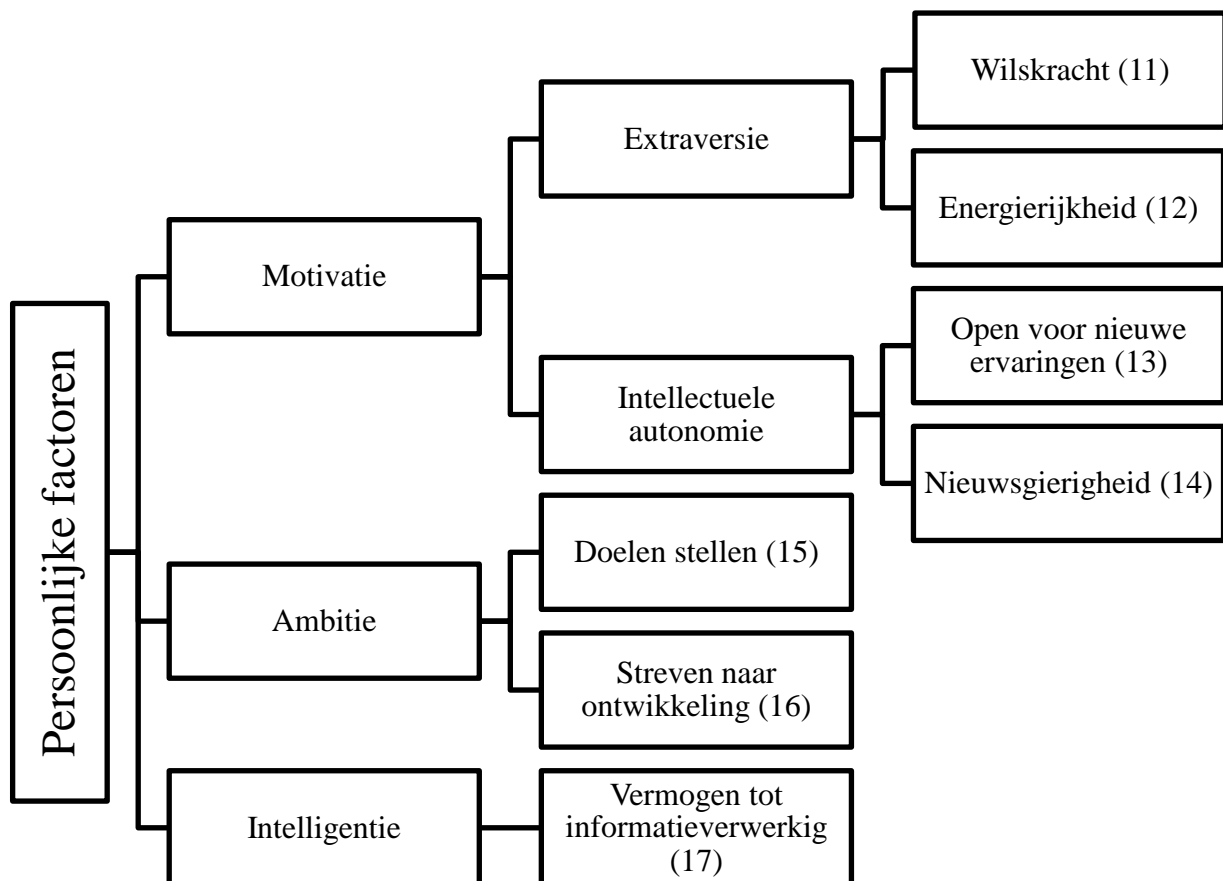 Persoonlijke factoren
Motivatie
Extraversie
Wilskracht (11)
Energierijkheid (12)
Intellectuele
autonomie
Open voor nieuwe
ervaringen (13)
Nieuwsgierigheid (14)
Ambitie
Doelen stellen (15)
Streven naar
ontwikkeling (16)
Intelligentie
Vermogen tot
informatieverwerkig
(17)